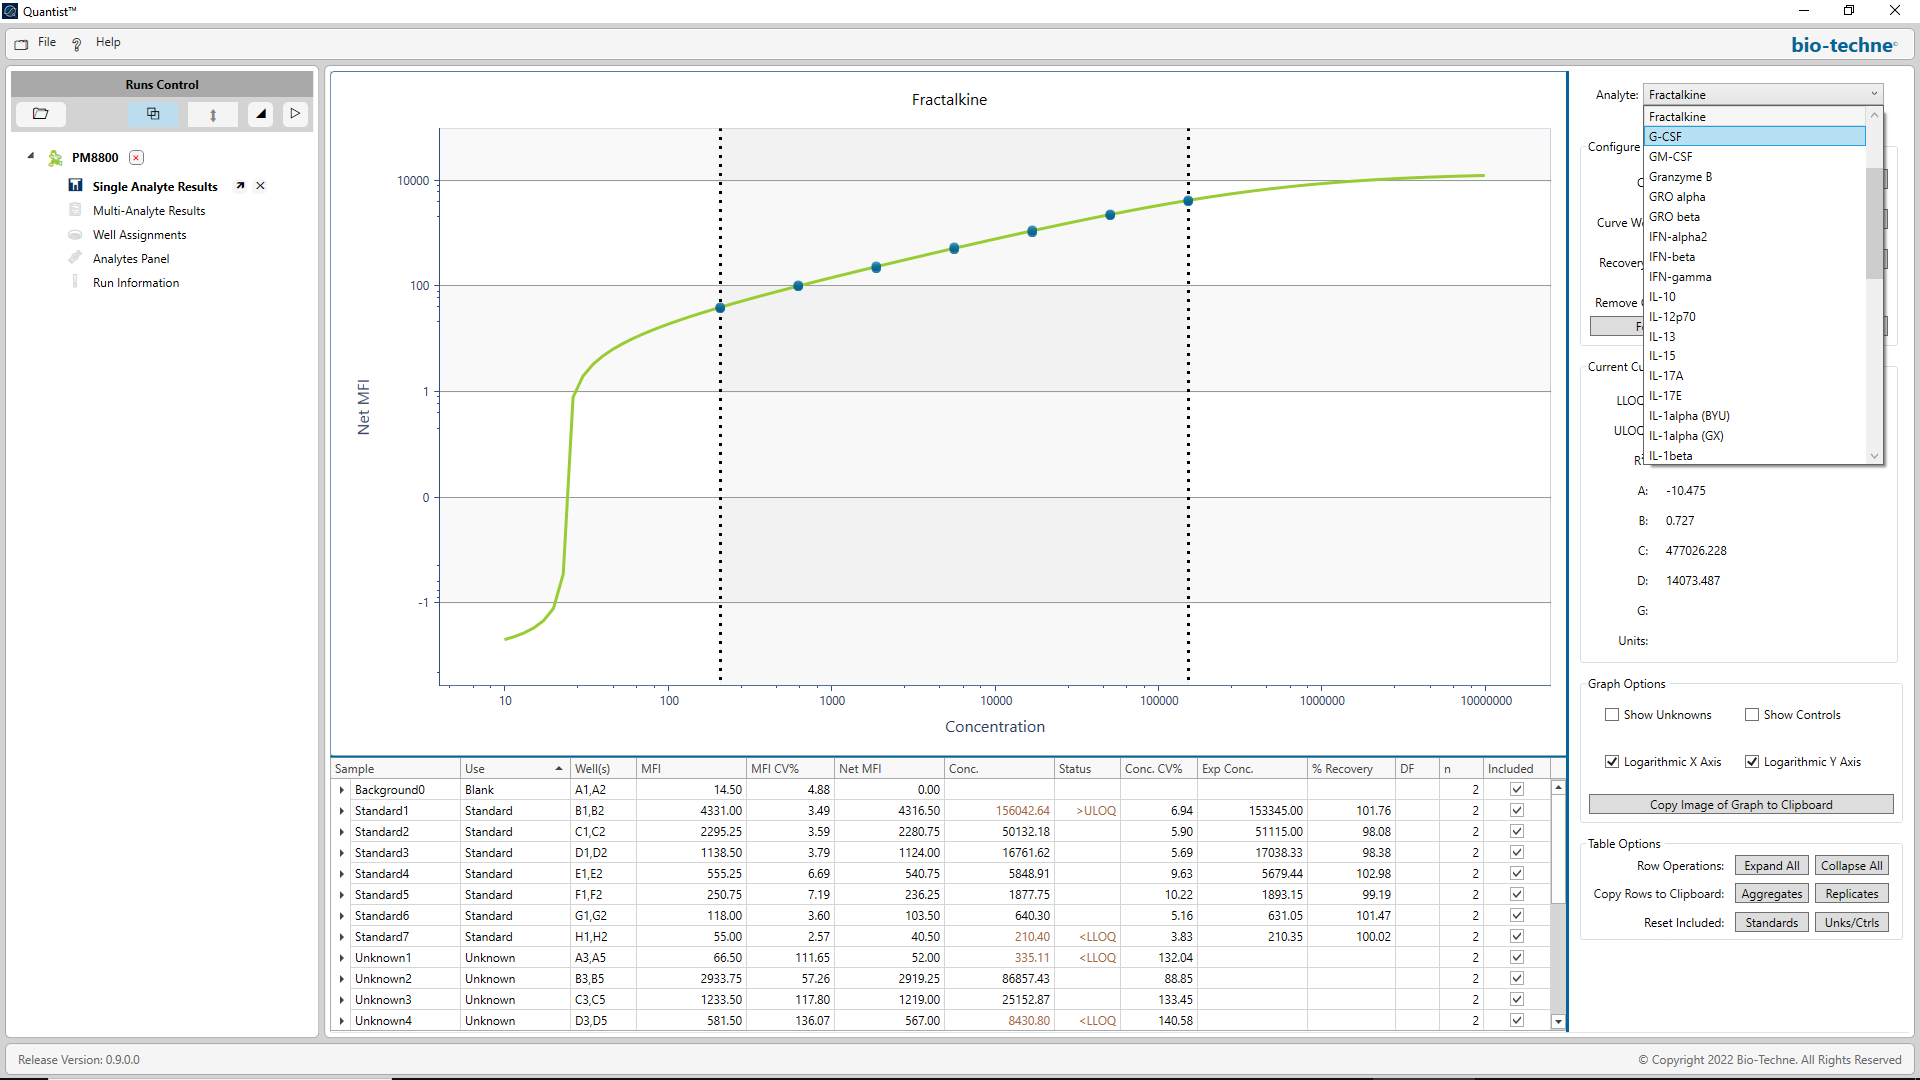 Quantist™
File Help
bio-techne
Runs Control
PM8800
Single Analyte Results
Multi-Analyte Results
Well Assignments
Analytes Panel
Run Information
Fractalkine
10000
100
1
0
-1
Net MFI
10 100 1000 10000 100000 1000000 10000000
Concentration
Analyte: Fractalkine
Fractalkine
G-CSF
GM-CSF
Granzyme B
GRO alpha
GRO beta
IFN-alpha2
IFN-beta
IFN-gamma
IL-10
IL-12p70
IL-13
IL-15
IL-17A
IL-17E
IL-1alpha (BYU)
IL-1alpha (GX)
IL-1beta
Configure
Curve
Recovery
Remove
Current
LLOQ
ULOQ
A: -10.475
B: 0.727
C: 477026.228
D: 14073.487
G:
Units:
Graph Options
Show Unknowns Show Controls
Logarithmic X Axis Logarithmic Y Axis
Copy Image of Graph to Clipboard
Table Options
Row Operations: Expand All Collapse All
Copy Rows to Clipboard: Aggregates Replicates
Reset Included: Standards Unks/Ctrls
Sample Use Well(s) MFI MFI CV% Net MFI Conc. Status Conc. CV% Exp Conc. % Recovery DF n Included
Background0 Blank A1,A2 14.50 4.88 0.00 2
Standard1 Standard B1,B2 4331.00 3.49 4316.50 156042.64 >ULOQ 6.94 153345.00 101.76 2
Standard2 Standard C1,C2 2295.25 3.59 2280.75 50132.18 5.90 51115.00 98.08 2
Standard3 Standard D1,D2 1138.50 3.79 1124.00 16761.62 5.69 17038.33 98.38 2
Standard4 Standard E1,E2 555.25 6.69 540.75 5848.91 9.63 5679.44 102.98 2
Standard5 Standard F1,F2 250.75 7.19 236.25 1877.75 10.22 1893.15 99.19 2
Standard6 Standard G1,G2 118.00 3.60 103.50 640.30 5.16 631.05 101.47 2
Standard7 Standard H1,H2 55.00 2.57 40.50 210.40 <LLOQ 3.83 210.35 100.02 2
Unknown1 Unknown A3,A5 66.50 111.65 52.00 335.11 <LLOQ 132.04 2
Unknown2 Unknown B3,B5 2933.75 57.26 2919.25 86857.43 88.85 2
Unknown3 Unknown C3,C5 1233.50 117.80 1219.00 25152.87 133.45 2
Unknown4 Unknown D3,D5 581.50 136.07 567.00 8430.80 <LLOQ 140.58 2
Release Version: 0.9.0.0
© Copyright 2022 Bio-Techne. All Rights Reserved